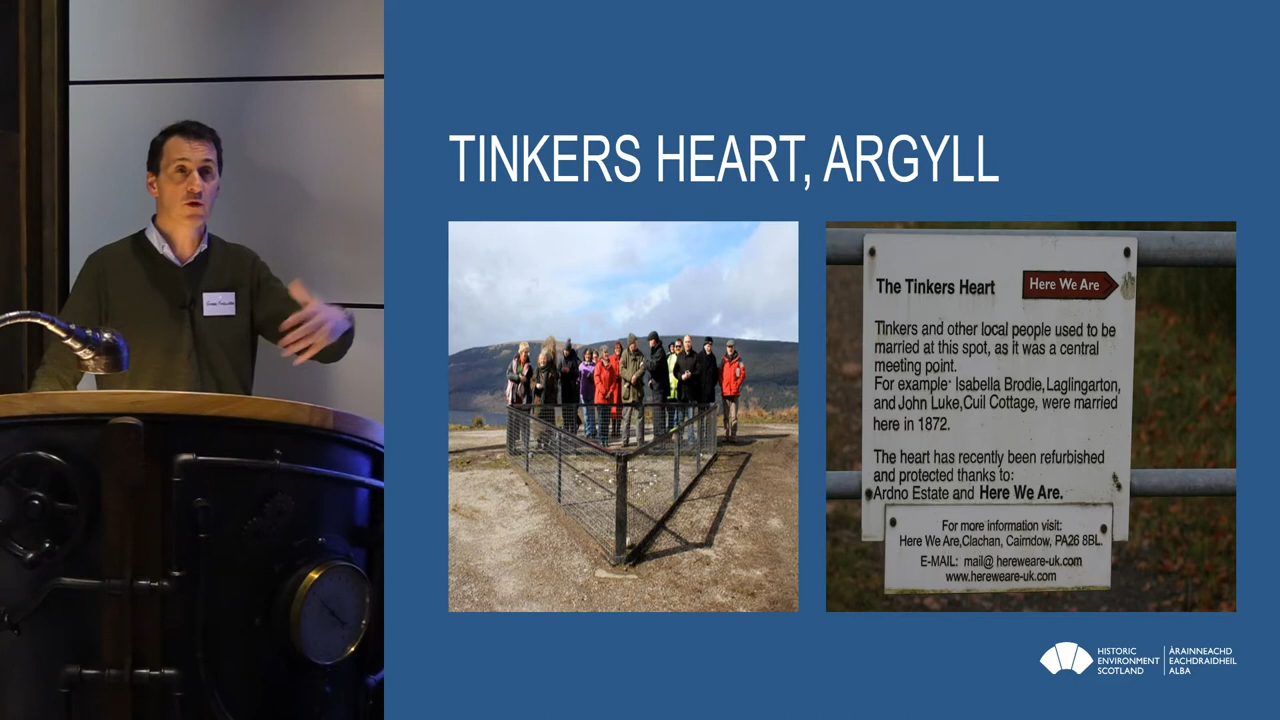 TINKERS HEART, ARGYLL
The Tinkers Heart
Here We Are
Tinkers and other local people used to be
married at this spot, as it was a central
meeting point.
For example: Isabella Brodie, Laglingarton,
and John Luke, Cuil Cottage, were married
here in 1872.
The heart has recently been refurbished
and protected thanks to:
Ardno Estate and Here We Are.
For more information visit:
Here We Are, Clachan, Cairndow, PA26 8BL.
E-MAIL: mail@ hereweare-uk.com
www.hereweare-uk.com
HISTORIC
ENVIRONMENT
SCOTLAND
ÀRAINNEACHD
EACHDRAIDHEIL
ALBA